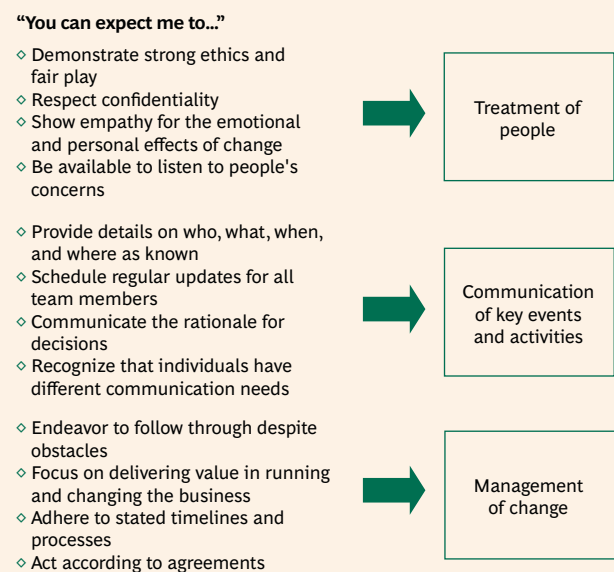 “You can expect me to...”
⋄ Demonstrate strong ethics and
fair play
⋄ Respect confidentiality
⋄ Show empathy for the emotional
and personal effects of change
⋄ Be available to listen to people's
concerns
Treatment of
people
⋄ Provide details on who, what, when,
and where as known
⋄ Schedule regular updates for all
team members
⋄ Communicate the rationale for
decisions
⋄ Recognize that individuals have
different communication needs
Communication
of key events
and activities
⋄ Endeavor to follow through despite
obstacles
⋄ Focus on delivering value in running
and changing the business
⋄ Adhere to stated timelines and
processes
⋄ Act according to agreements
Management
of change